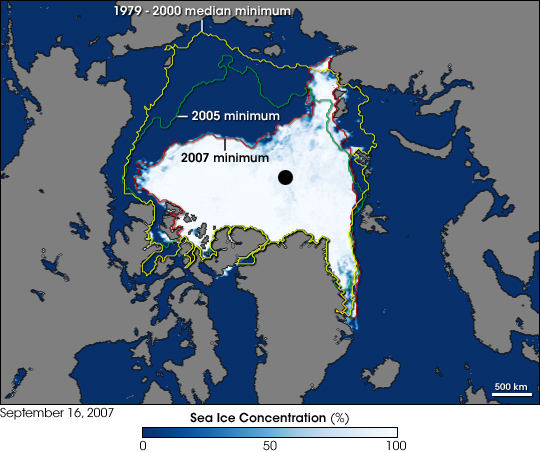 1979 - 2000 median minimum
2005 minimum
2007 minimum
500 km
September 16, 2007
Sea Ice Concentration (%)
0 50 100